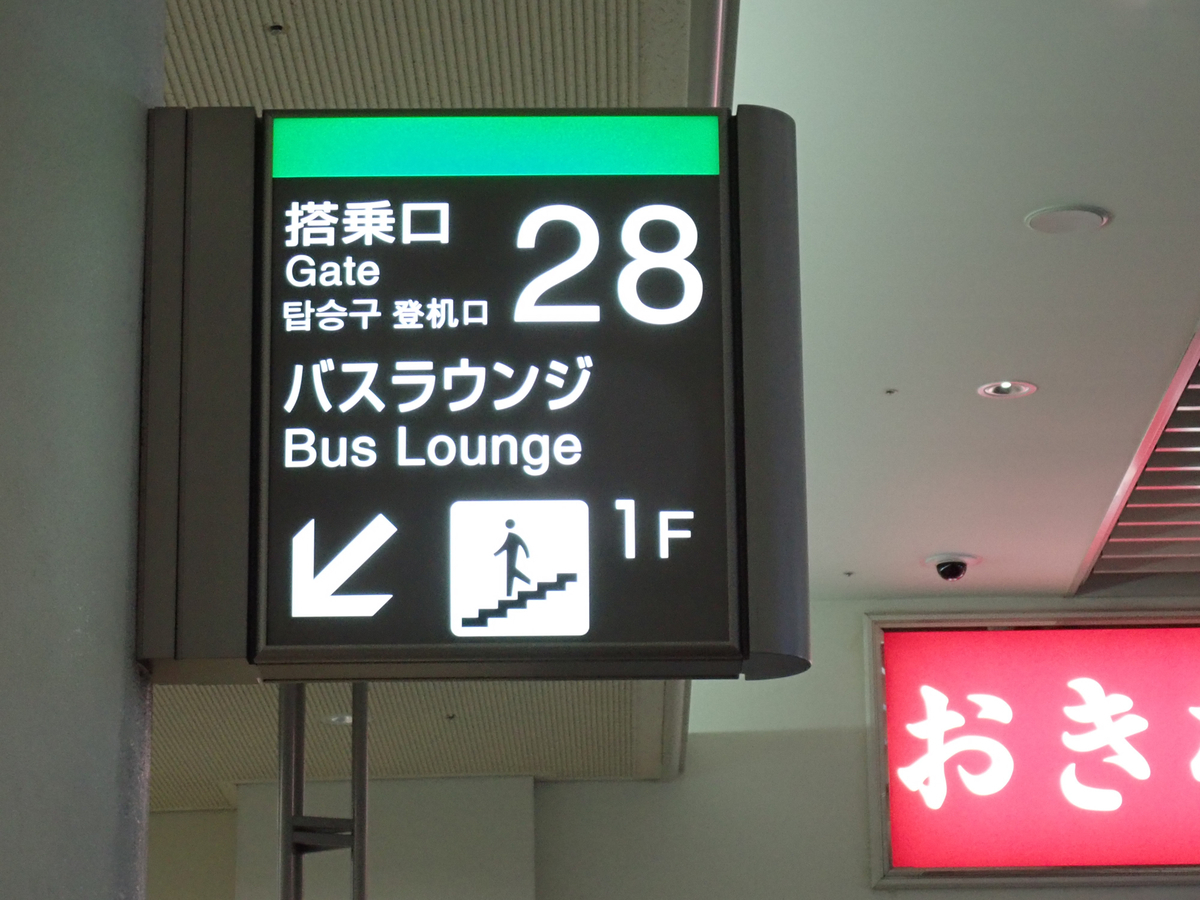 搭乗口 28
Gate
탑승구 登机口
バスラウンジ
Bus Lounge
1F
おき